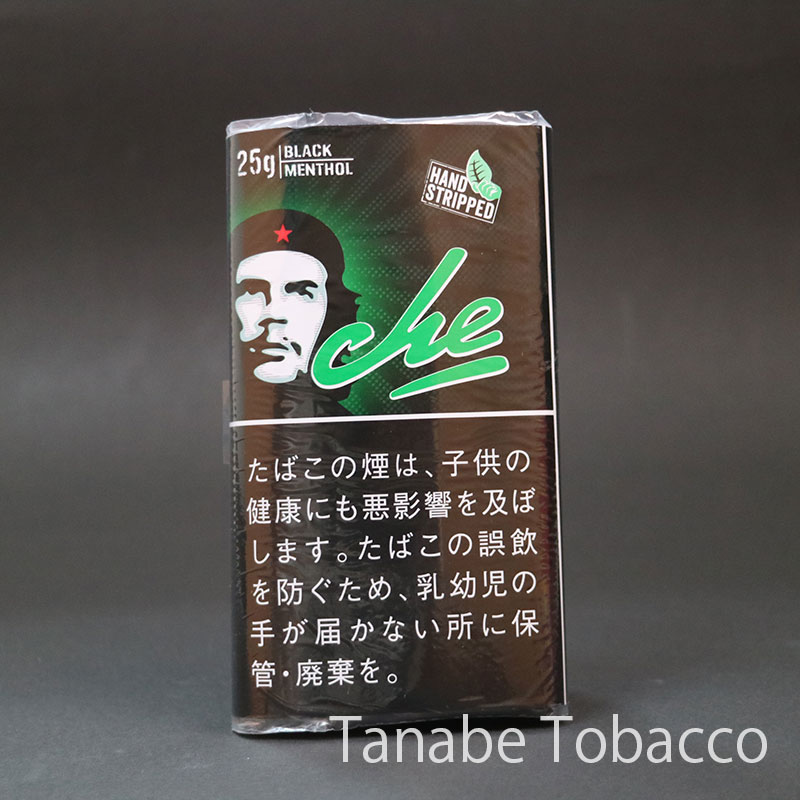 25g
BLACK
MENTHOL
HAND
STRIPPED
che
たばこの煙は、子供の
健康にも悪影響を及ぼ
します。たばこの誤飲
を防ぐため、乳幼児の
手が届かない所に保
管・廃棄を。
Tanabe Tobacco